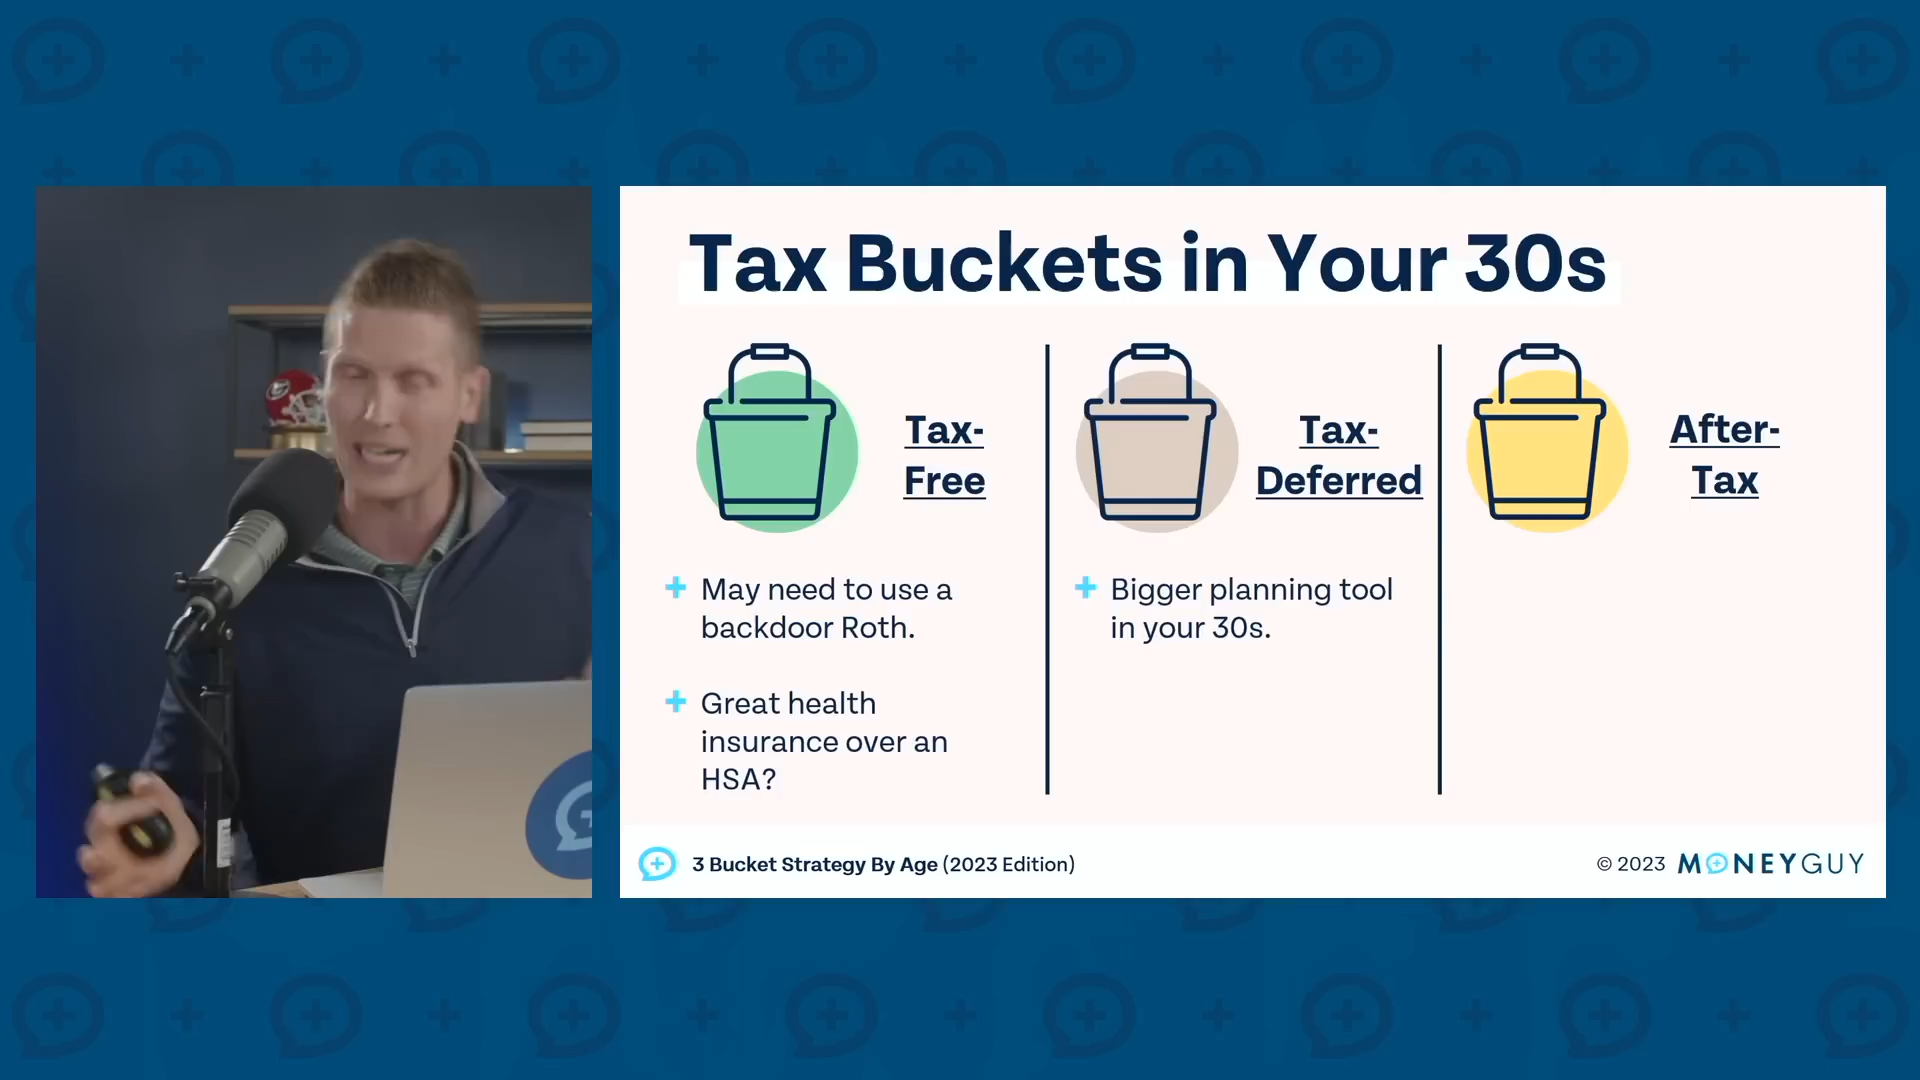 Tax Buckets in Your 30s
Tax-
Free
Tax-
Deferred
After-
Tax
+ May need to use a
backdoor Roth.
+ Great health
insurance over an
HSA?
+ Bigger planning tool
in your 30s.
3 Bucket Strategy By Age (2023 Edition)
© 2023 MONEYGUY